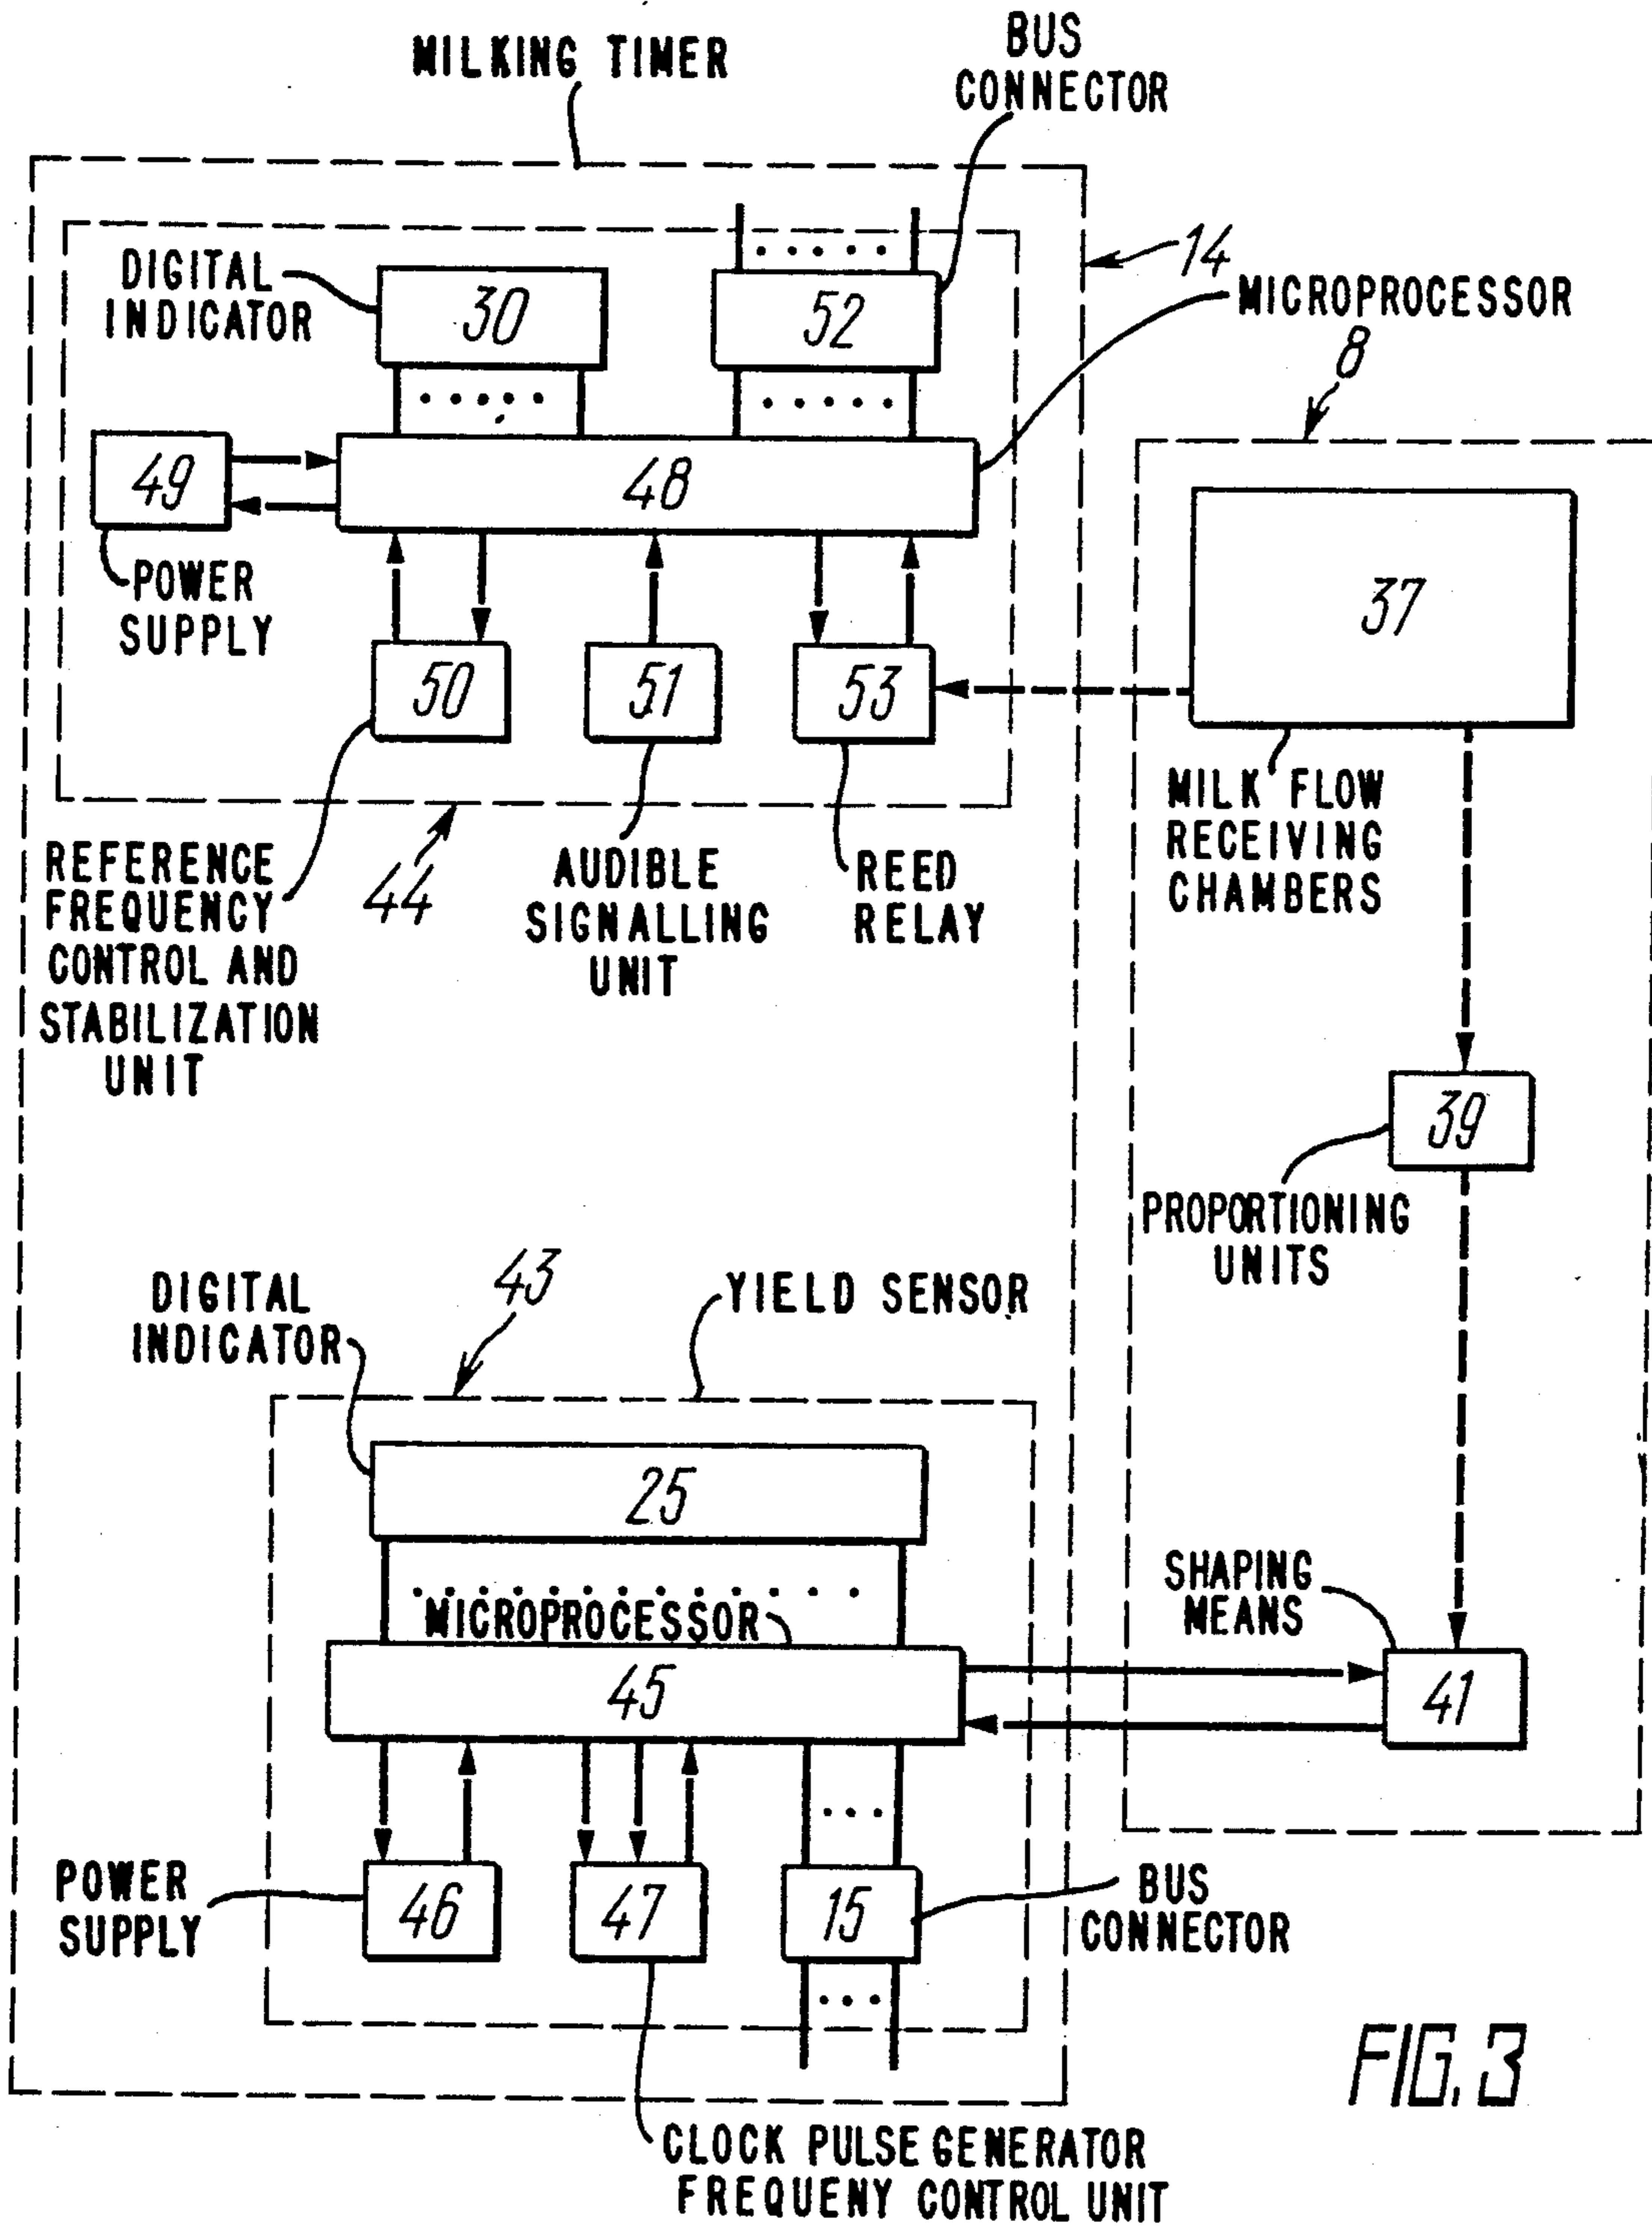 MILKING TIMER
BUS
CONNECTOR
14
DIGITAL
INDICATOR
30
52
MICROPROCESSOR
8
49
48
37
POWER
SUPPLY
50
51
53
MILK FLOW
RECEIVING
CHAMBERS
REFERENCE
FREQUENCY
CONTROL AND
STABILIZATION
UNIT
44
AUDIBLE
SIGNALLING
UNIT
REED
RELAY
39
PROPORTIONING
UNITS
43
DIGITAL
INDICATOR
YIELD SENSOR
25
MICROPROCESSOR
45
SHAPING
MEANS
41
POWER
SUPPLY
46
47
15
BUS
CONNECTOR
CLOCK PULSE GENERATOR
FREQUENY CONTROL UNIT
FIG. 3